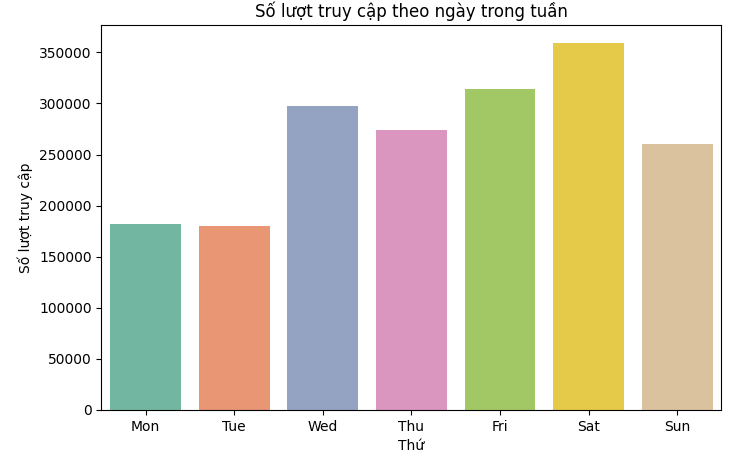 Số lượt truy cập theo ngày trong tuần
Số lượt truy cập
350000
300000
250000
200000
150000
100000
50000
0
Mon Tue Wed Thu Fri Sat Sun
Thứ